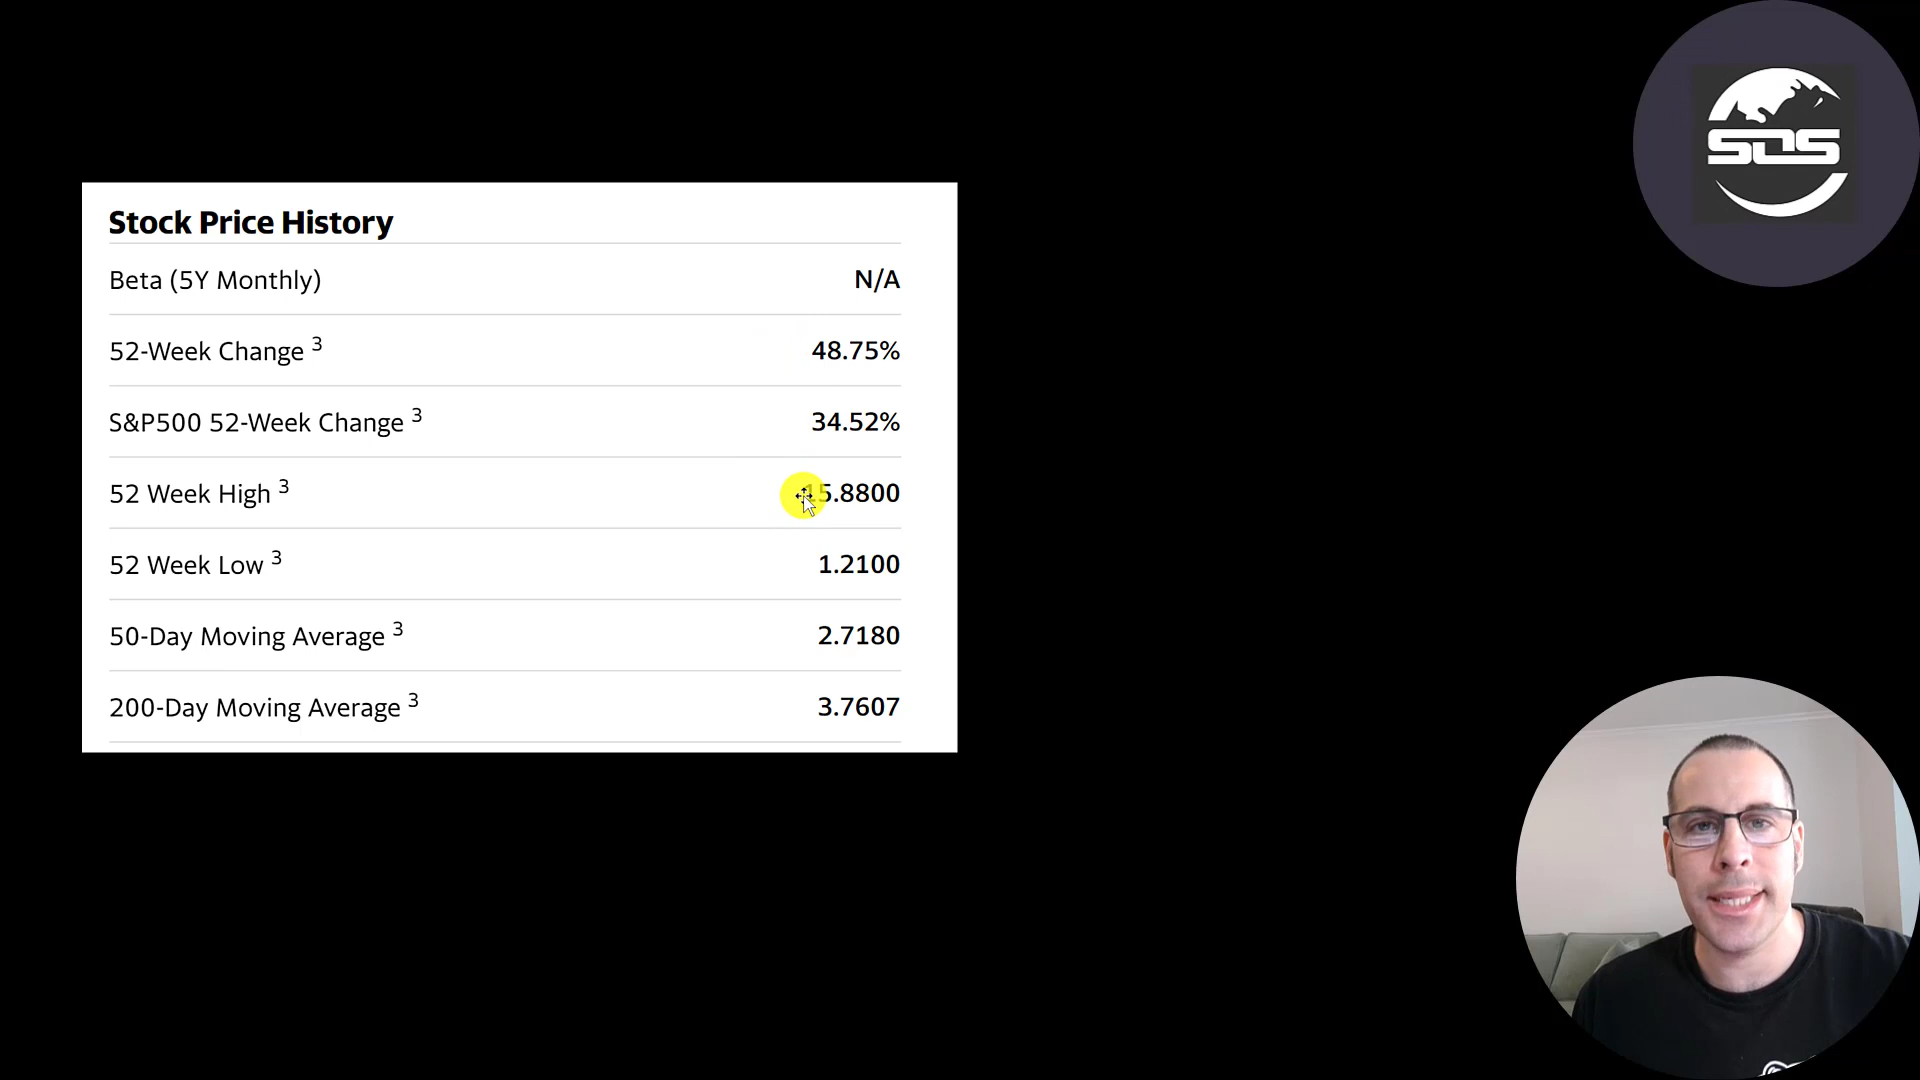 SOS
Stock Price History
Beta (5Y Monthly) N/A
52-Week Change 3 48.75%
S&P500 52-Week Change 3 34.52%
52 Week High 3 15.8800
52 Week Low 3 1.2100
50-Day Moving Average 3 2.7180
200-Day Moving Average 3 3.7607